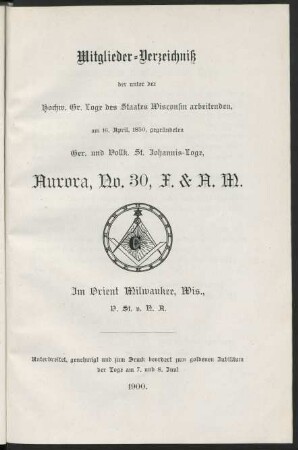 Mitglieder-Verzeichniß
der unter der
Hochw. Gr. Loge des Staates Wisconsin arbeitenden,
am 16. April, 1850, gegründeten
Ger. und Vollk. St. Johannis-Loge,
Aurora, No. 30, F. & A. M.
G
Im Orient Milwaukee, Wis.,
V. St. v. N. A.
Unterbreitet, genehmigt und zum Druck beordert zum goldenen Jubiläum
der Loge am 7. und 8. Juni
1900.